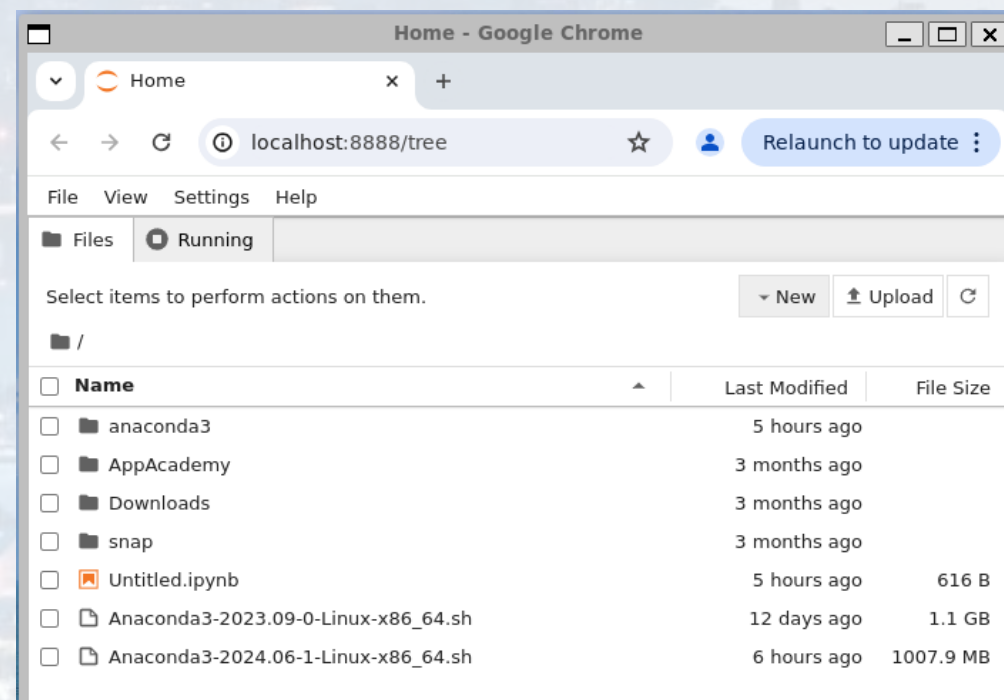 Home - Google Chrome
Home
localhost:8888/tree
Relaunch to update
File View Settings Help
Files Running
Select items to perform actions on them. New Upload
/
Name Last Modified File Size
anaconda3 5 hours ago
AppAcademy 3 months ago
Downloads 3 months ago
snap 3 months ago
Untitled.ipynb 5 hours ago 616 B
Anaconda3-2023.09-0-Linux-x86_64.sh 12 days ago 1.1 GB
Anaconda3-2024.06-1-Linux-x86_64.sh 6 hours ago 1007.9 MB